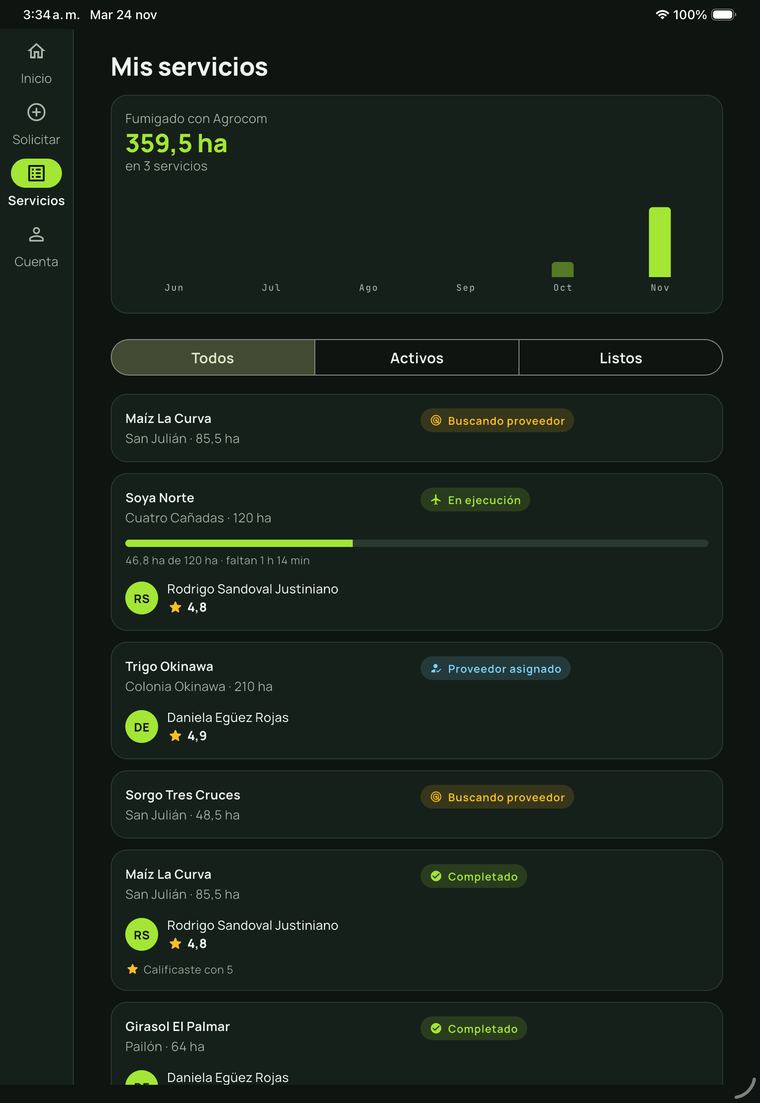 3:34 a. m. Mar 24 nov
100%
Inicio
Solicitar
Servicios
Cuenta
Mis servicios
Fumigado con Agrocom
359,5 ha
en 3 servicios
Jun Jul Ago Sep Oct Nov
Todos Activos Listos
Maíz La Curva
Buscando proveedor
San Julián · 85,5 ha
Soya Norte
En ejecución
Cuatro Cañadas · 120 ha
46,8 ha de 120 ha · faltan 1 h 14 min
RS
Rodrigo Sandoval Justiniano
4,8
Trigo Okinawa
Proveedor asignado
Colonia Okinawa · 210 ha
DE
Daniela Egüez Rojas
4,9
Sorgo Tres Cruces
Buscando proveedor
San Julián · 48,5 ha
Maíz La Curva
Completado
San Julián · 85,5 ha
RS
Rodrigo Sandoval Justiniano
4,8
Calificaste con 5
Girasol El Palmar
Completado
Pailón · 64 ha
Daniela Egüez Rojas